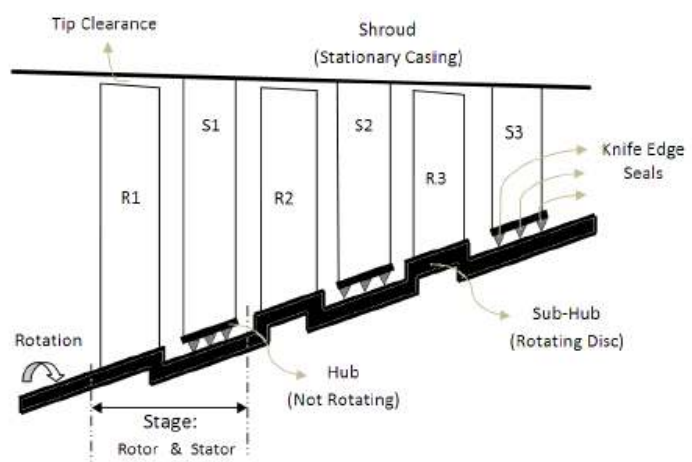 Tip Clearance
Shroud
(Stationary Casing)
S1
S2
S3
R1
R2
R3
Knife Edge
Seals
Rotation
Sub-Hub
(Rotating Disc)
Hub
(Not Rotating)
Stage:
Rotor & Stator